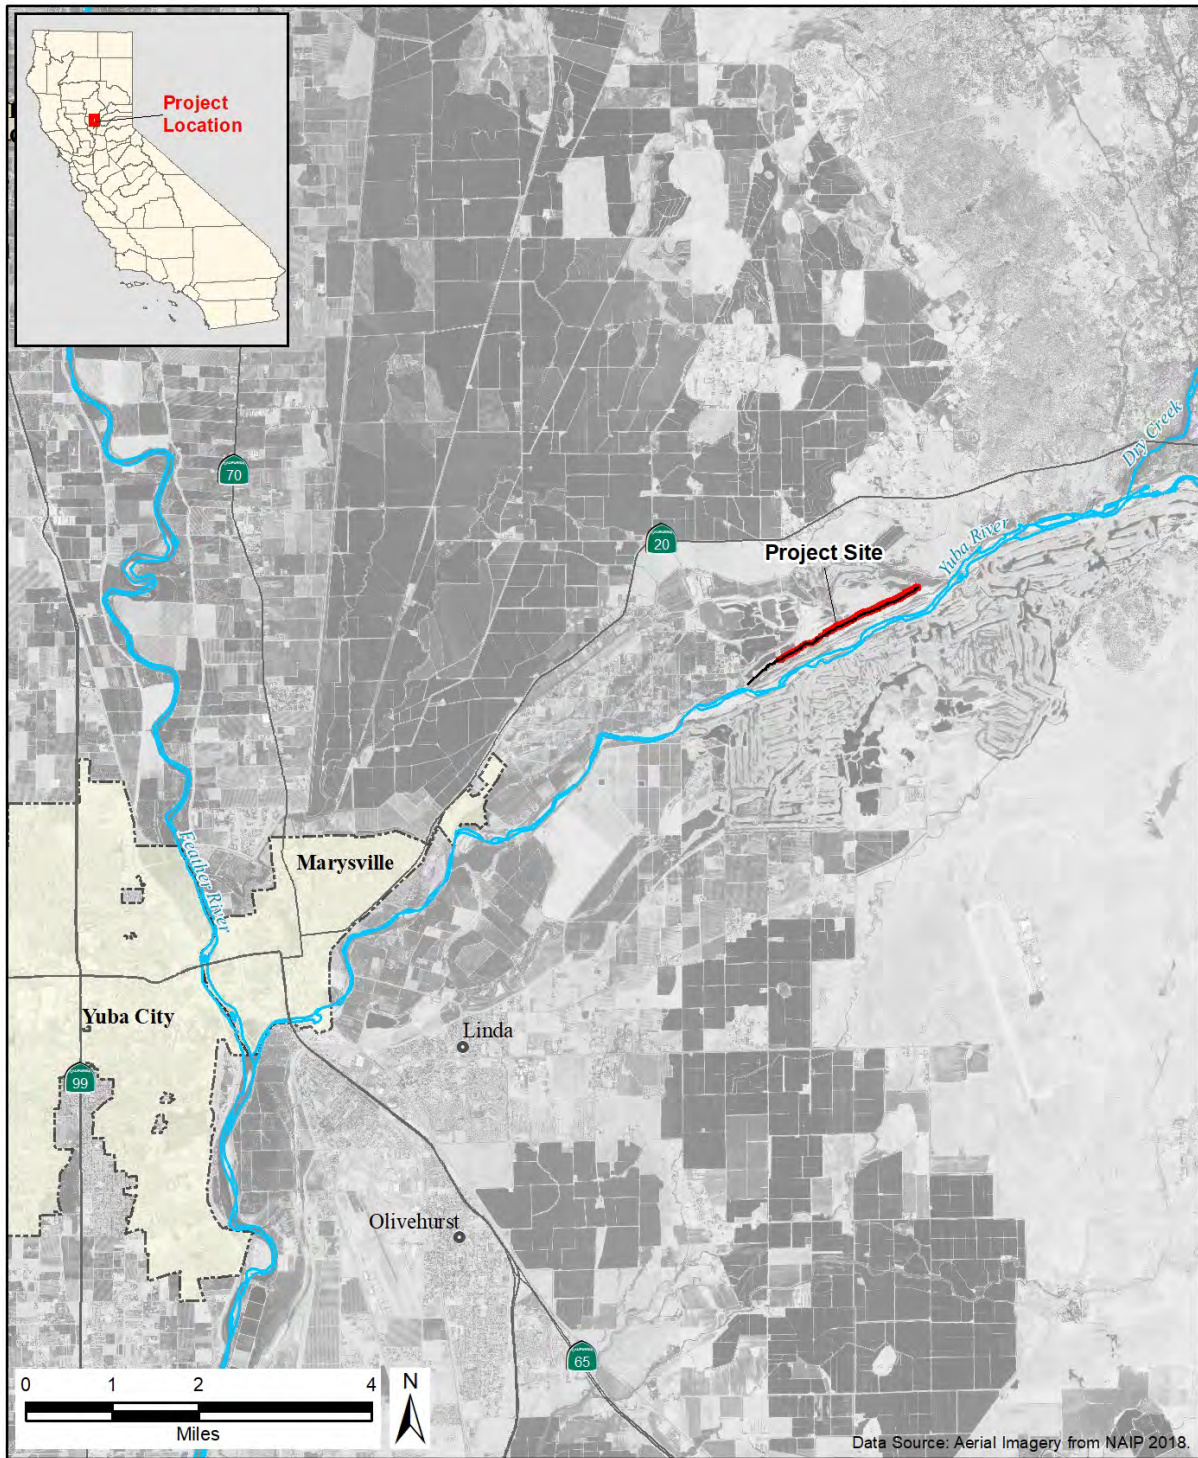 Project
Location
70
20
Project Site
Dry Creek
Yuba River
Feather River
Marysville
Yuba City
99
Linda
Olivehurst
65
0 1 2 4
Miles
N
Data Source: Aerial Imagery from NAIP 2018.